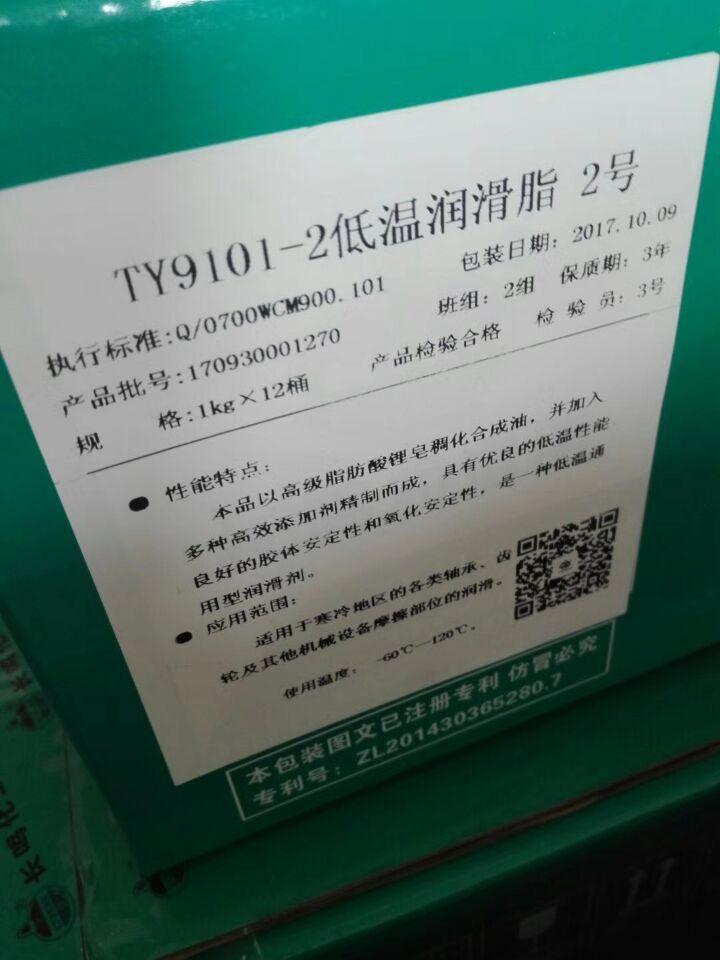 TY9101-2低温润滑脂 2号
执行标准:Q/0700WCM900.101 包装日期: 2017.10.09
产品批号:170930001270 班组: 2组 保质期: 3年
规 格:1kg×12桶 产品检验合格 检 验 员: 3号
● 性能特点:
本品以高级脂肪酸锂皂稠化合成油，并加入
多种高效添加剂精制而成，具有优良的低温性能
良好的胶体安定性和氧化安定性，是一种低温通
用型润滑剂。
● 应用范围:
适用于寒冷地区的各类轴承、齿
轮及其他机械设备摩擦部位的润滑。
使用温度: -60℃—120℃。
本包装图文已注册专利 仿冒必究
专利号: ZL201430365280.7